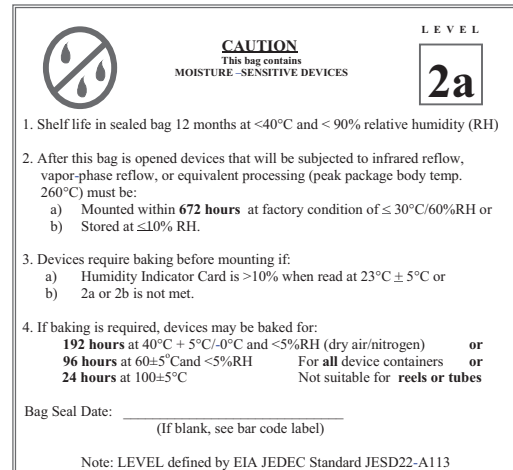 LEVEL
CAUTION
This bag contains
MOISTURE –SENSITIVE DEVICES
2a
1. Shelf life in sealed bag 12 months at <40°C and < 90% relative humidity (RH)
2. After this bag is opened devices that will be subjected to infrared reflow,
vapor-phase reflow, or equivalent processing (peak package body temp.
260°C) must be:
a) Mounted within 672 hours at factory condition of ≤ 30°C/60%RH or
b) Stored at ≤10% RH.
3. Devices require baking before mounting if:
a) Humidity Indicator Card is >10% when read at 23°C ± 5°C or
b) 2a or 2b is not met.
4. If baking is required, devices may be baked for:
192 hours at 40°C + 5°C/-0°C and <5%RH (dry air/nitrogen) or
96 hours at 60±5°Cand <5%RH For all device containers or
24 hours at 100±5°C Not suitable for reels or tubes
Bag Seal Date: ______________________________
(If blank, see bar code label)
Note: LEVEL defined by EIA JEDEC Standard JESD22-A113